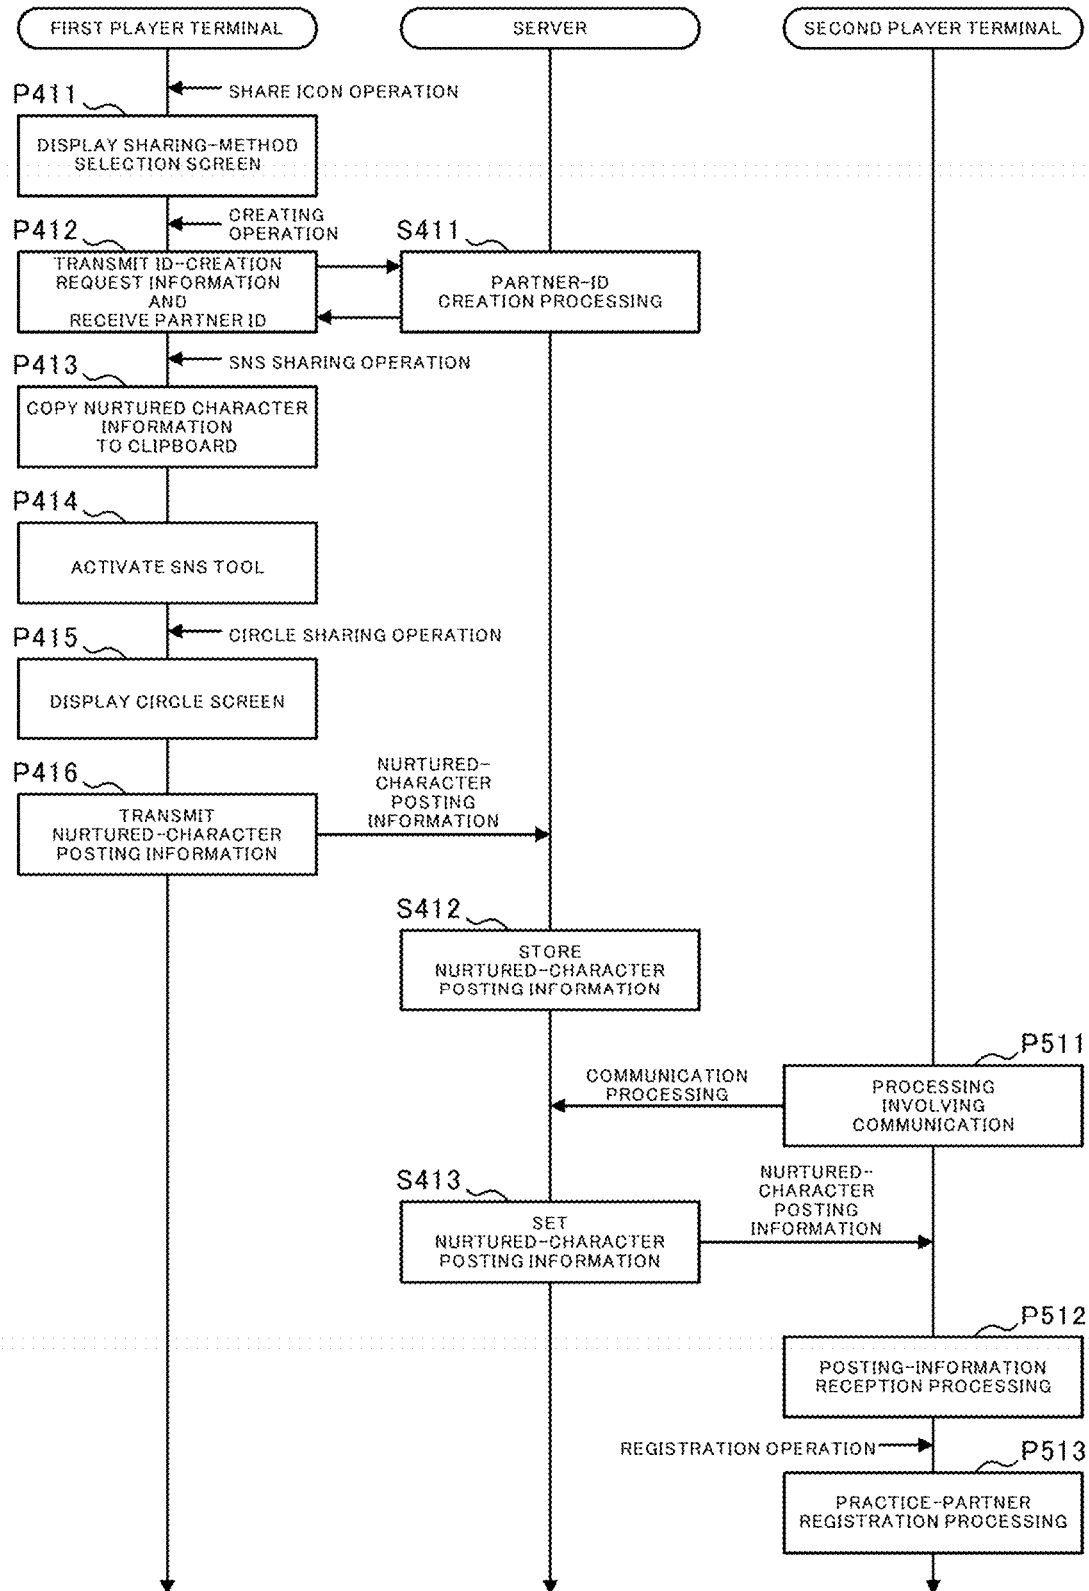 FIRST PLAYER TERMINAL
SERVER
SECOND PLAYER TERMINAL
SHARE ICON OPERATION
P411
DISPLAY SHARING-METHOD
SELECTION SCREEN
CREATING
OPERATION
P412
TRANSMIT ID-CREATION
REQUEST INFORMATION
AND
RECEIVE PARTNER ID
S411
PARTNER-ID
CREATION PROCESSING
SNS SHARING OPERATION
P413
COPY NURTURED CHARACTER
INFORMATION
TO CLIPBOARD
P414
ACTIVATE SNS TOOL
CIRCLE SHARING OPERATION
P415
DISPLAY CIRCLE SCREEN
P416
TRANSMIT
NURTURED-CHARACTER
POSTING INFORMATION
NURTURED-
CHARACTER
POSTING
INFORMATION
S412
STORE
NURTURED-CHARACTER
POSTING INFORMATION
P511
PROCESSING
INVOLVING
COMMUNICATION
COMMUNICATION
PROCESSING
S413
SET
NURTURED-CHARACTER
POSTING INFORMATION
NURTURED-
CHARACTER
POSTING
INFORMATION
P512
POSTING-INFORMATION
RECEPTION PROCESSING
REGISTRATION OPERATION
P513
PRACTICE-PARTNER
REGISTRATION PROCESSING